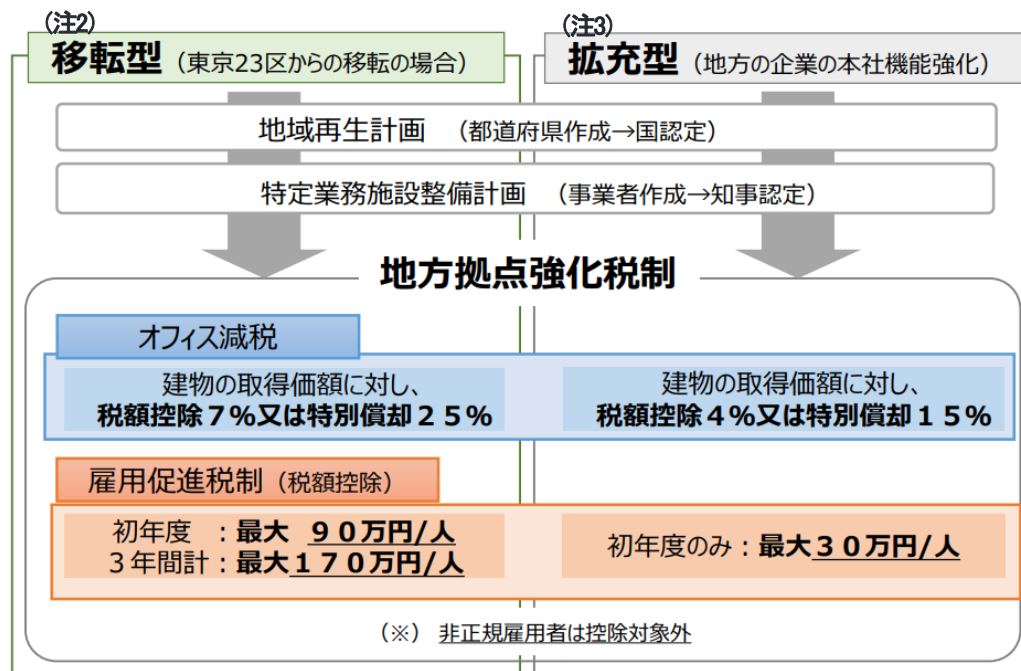 (注2)
移転型（東京23区からの移転の場合）
(注3)
拡充型（地方の企業の本社機能強化）
地域再生計画 （都道府県作成→国認定）
特定業務施設整備計画 （事業者作成→知事認定）
地方拠点強化税制
オフィス減税
建物の取得価額に対し、
税額控除７％又は特別償却２５％
建物の取得価額に対し、
税額控除４％又は特別償却１５％
雇用促進税制（税額控除）
初年度 ：最大 ９０万円/人
３年間計：最大１７０万円/人
初年度のみ：最大３０万円/人
（※） 非正規雇用者は控除対象外